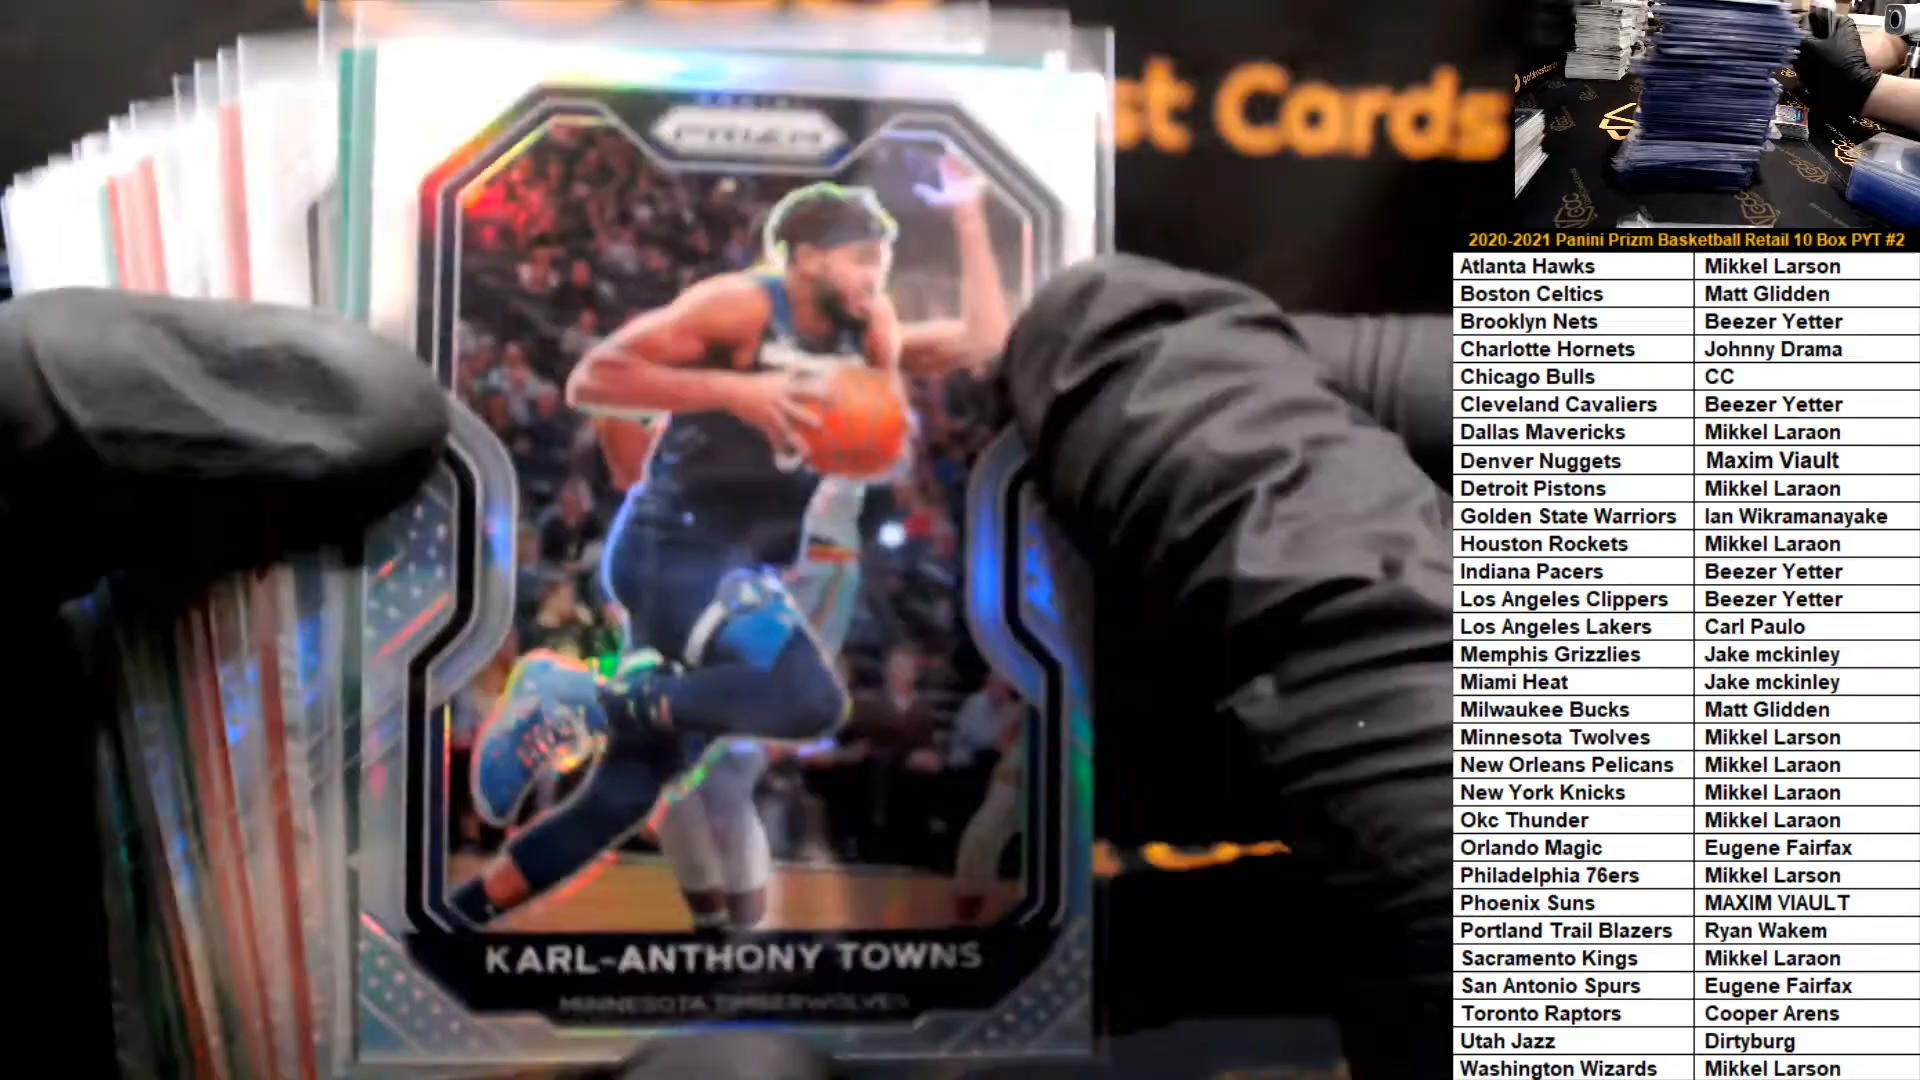 st Cards
PANINI
PRIZM
KARL-ANTHONY TOWNS
MINNESOTA TIMBERWOLVES
2020-2021 Panini Prizm Basketball Retail 10 Box PYT #2
Atlanta Hawks Mikkel Larson
Boston Celtics Matt Glidden
Brooklyn Nets Beezer Yetter
Charlotte Hornets Johnny Drama
Chicago Bulls CC
Cleveland Cavaliers Beezer Yetter
Dallas Mavericks Mikkel Laraon
Denver Nuggets Maxim Viault
Detroit Pistons Mikkel Laraon
Golden State Warriors Ian Wikramanayake
Houston Rockets Mikkel Laraon
Indiana Pacers Beezer Yetter
Los Angeles Clippers Beezer Yetter
Los Angeles Lakers Carl Paulo
Memphis Grizzlies Jake mckinley
Miami Heat Jake mckinley
Milwaukee Bucks Matt Glidden
Minnesota Twolves Mikkel Larson
New Orleans Pelicans Mikkel Laraon
New York Knicks Mikkel Laraon
Okc Thunder Mikkel Laraon
Orlando Magic Eugene Fairfax
Philadelphia 76ers Mikkel Larson
Phoenix Suns MAXIM VIAULT
Portland Trail Blazers Ryan Wakem
Sacramento Kings Mikkel Laraon
San Antonio Spurs Eugene Fairfax
Toronto Raptors Cooper Arens
Utah Jazz Dirtyburg
Washington Wizards Mikkel Larson